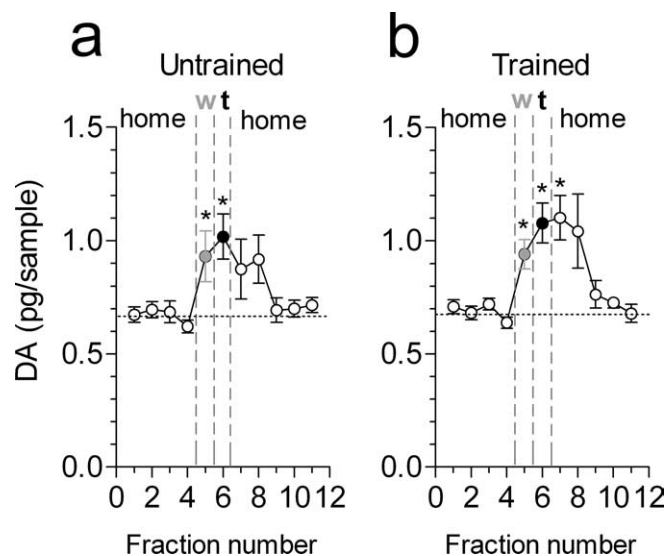 a
Untrained
w t
home home
1.5
1.0
0.5
0.0
DA (pg/sample)
* *
0 2 4 6 8 10 12
Fraction number
b
Trained
w t
home home
1.5
1.0
0.5
0.0
* * *
0 2 4 6 8 10 12
Fraction number